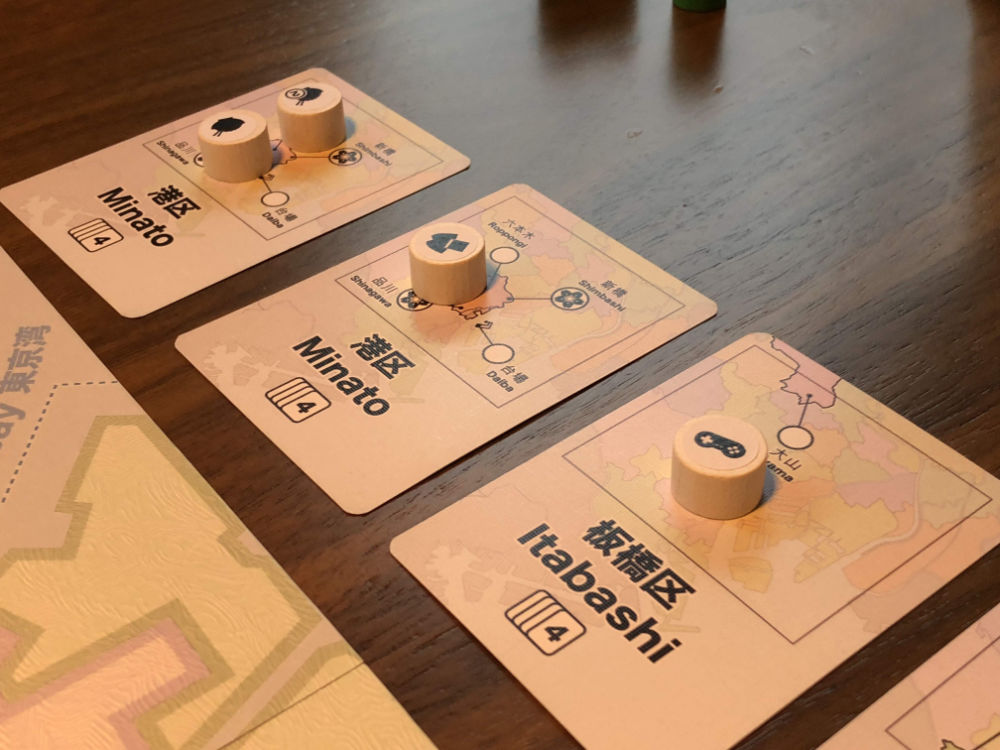 品川
Shinagawa
新橋
Shimbashi
台場
Daiba
港区
Minato
4
六本木
Roppongi
品川
Shinagawa
新橋
Shimbashi
台場
Daiba
港区
Minato
4
大山
板橋区
Itabashi
4
東京湾